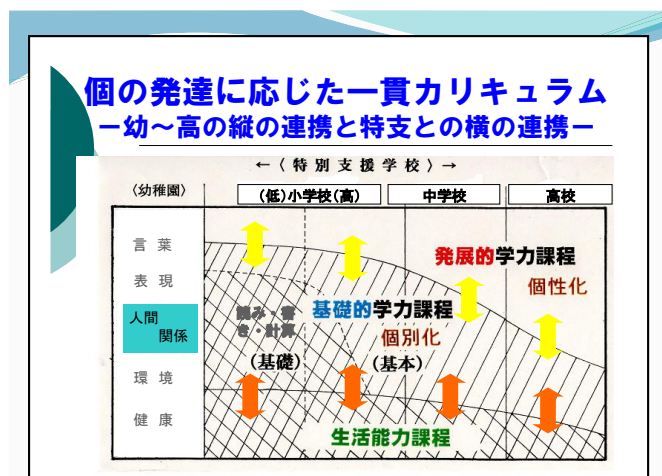 個の発達に応じた一貫カリキュラム
－幼～高の縦の連携と特支との横の連携－
←〈特別支援学校〉→
〈幼稚園〉
(低)小学校(高)
中学校
高校
言葉
表現
人間
関係
環境
健康
発展的学力課程
個性化
読み・書
き・計算
基礎的学力課程
個別化
(基礎)
(基本)
生活能力課程